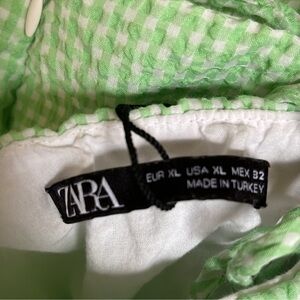 ZARA
EUR XL USA XL MEX 32
MADE IN TURKEY